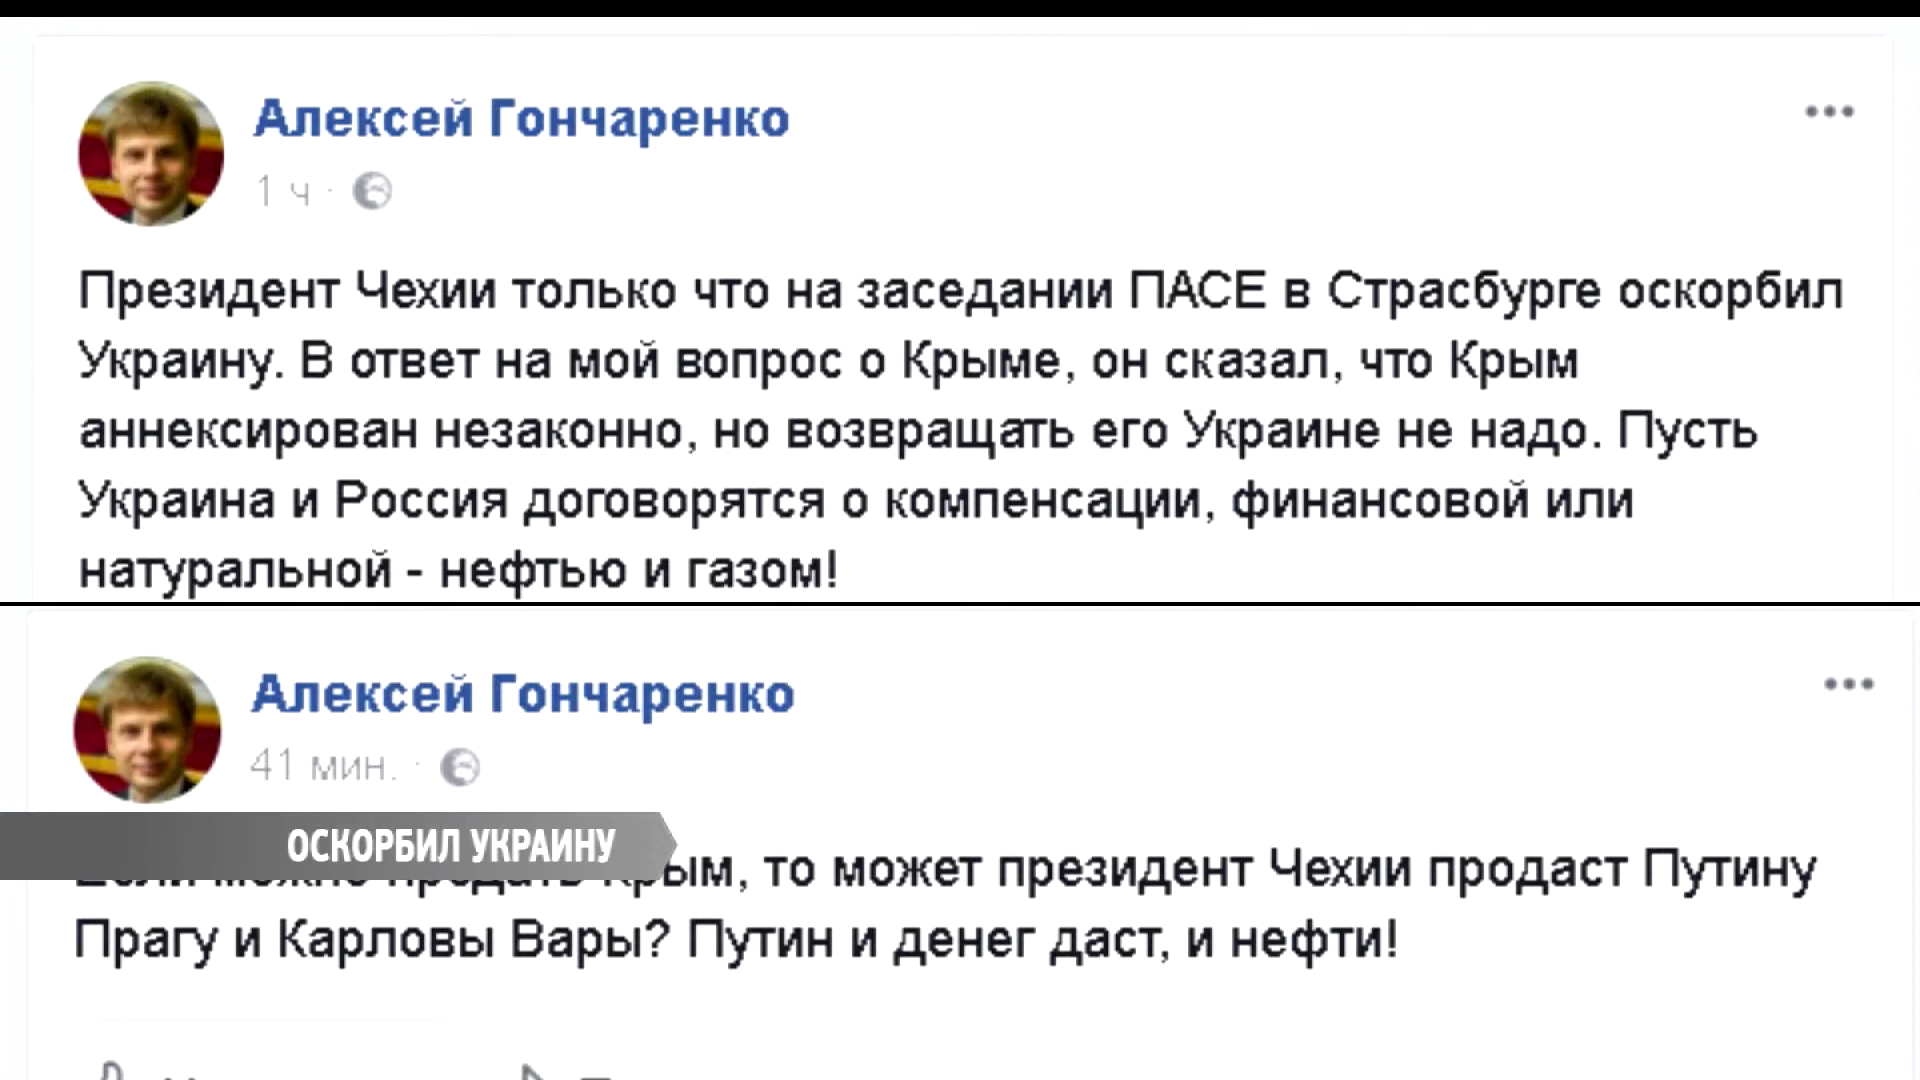 Алексей Гончаренко
1 ч ·
Президент Чехии только что на заседании ПАСЕ в Страсбурге оскорбил
Украину. В ответ на мой вопрос о Крыме, он сказал, что Крым
аннексирован незаконно, но возвращать его Украине не надо. Пусть
Украина и Россия договорятся о компенсации, финансовой или
натуральной - нефтью и газом!
Алексей Гончаренко
41 мин. ·
ОСКОРБИЛ УКРАИНУ
Если можно продать Крым, то может президент Чехии продаст Путину
Прагу и Карловы Вары? Путин и денег даст, и нефти!